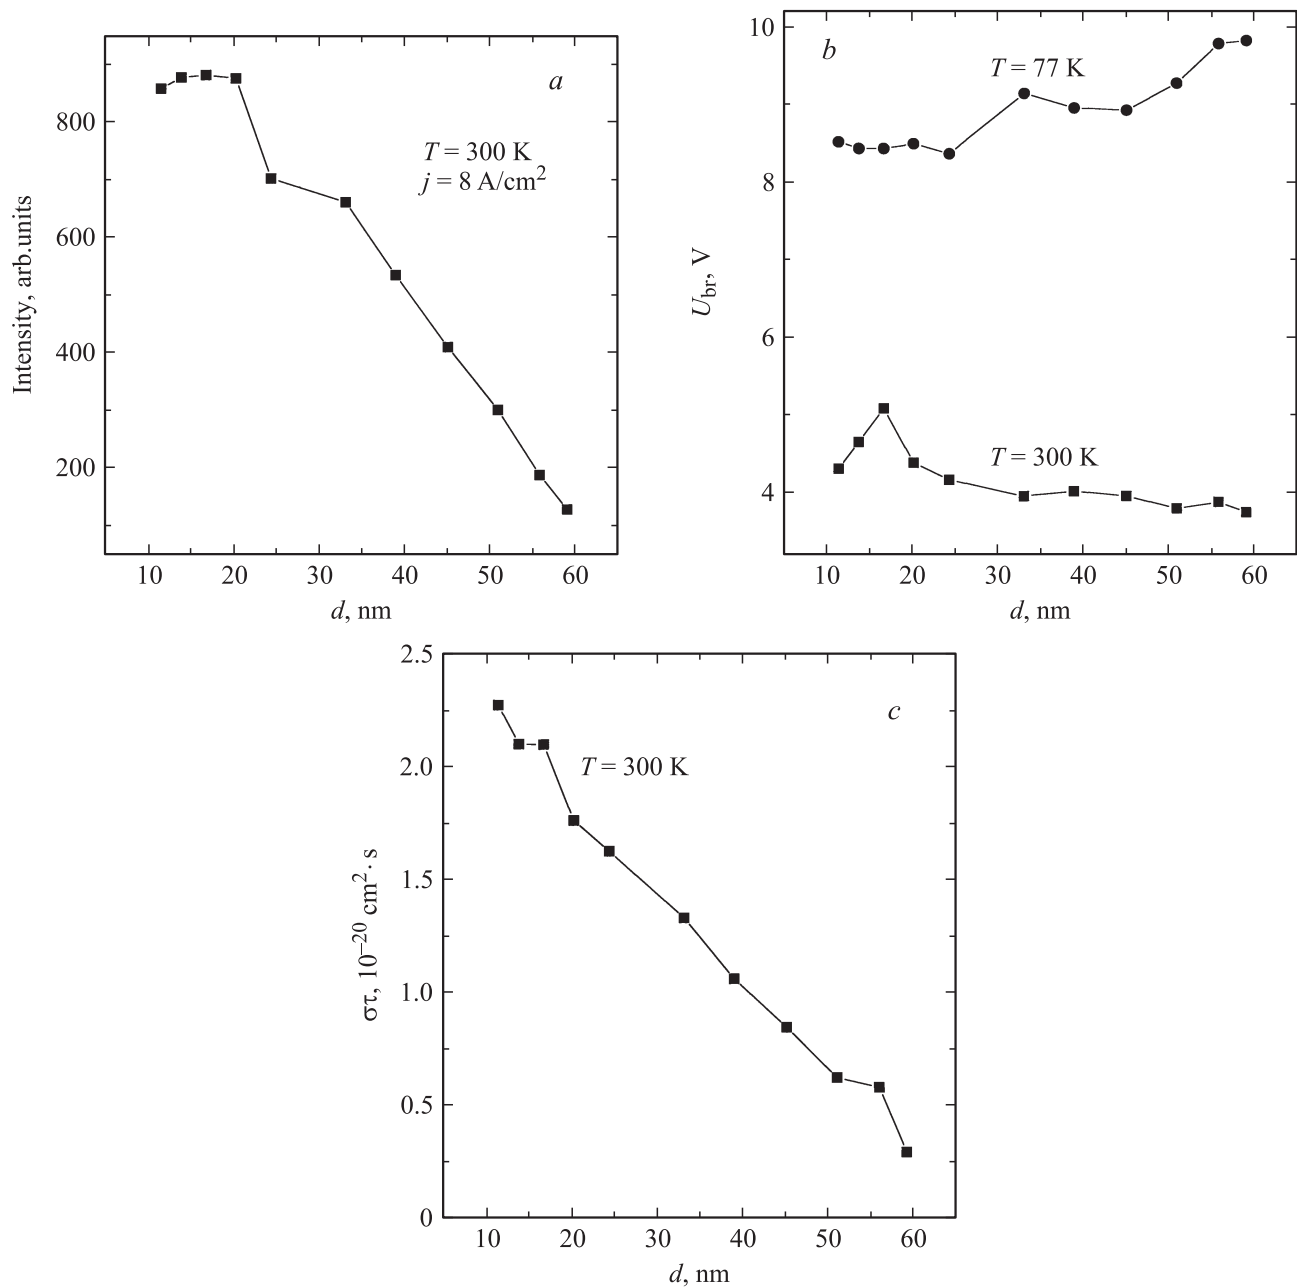 a
T = 300 K
j = 8 A/cm²
800
600
400
200
Intensity, arb.units
10 20 30 40 50 60
d, nm
b
T = 77 K
T = 300 K
10
8
6
4
U_br, V
10 20 30 40 50 60
d, nm
c
T = 300 K
2.5
2.0
1.5
1.0
0.5
0
στ, 10⁻²⁰ cm² · s
10 20 30 40 50 60
d, nm